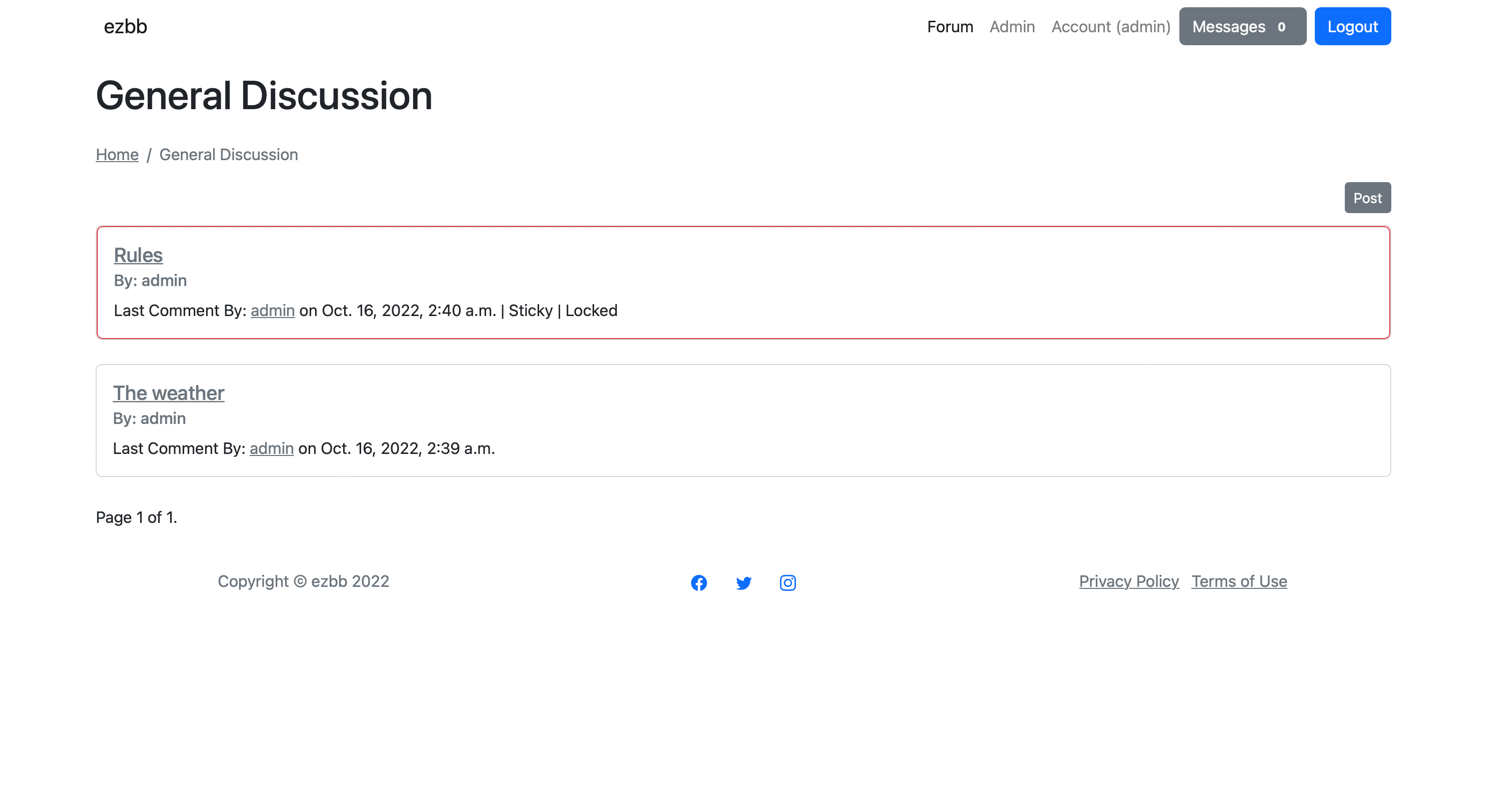 ezbb Forum Admin Account (admin) Messages 0 Logout
General Discussion
Home / General Discussion
Post
Rules
By: admin
Last Comment By: admin on Oct. 16, 2022, 2:40 a.m. | Sticky | Locked
The weather
By: admin
Last Comment By: admin on Oct. 16, 2022, 2:39 a.m.
Page 1 of 1.
Copyright © ezbb 2022 Privacy Policy Terms of Use